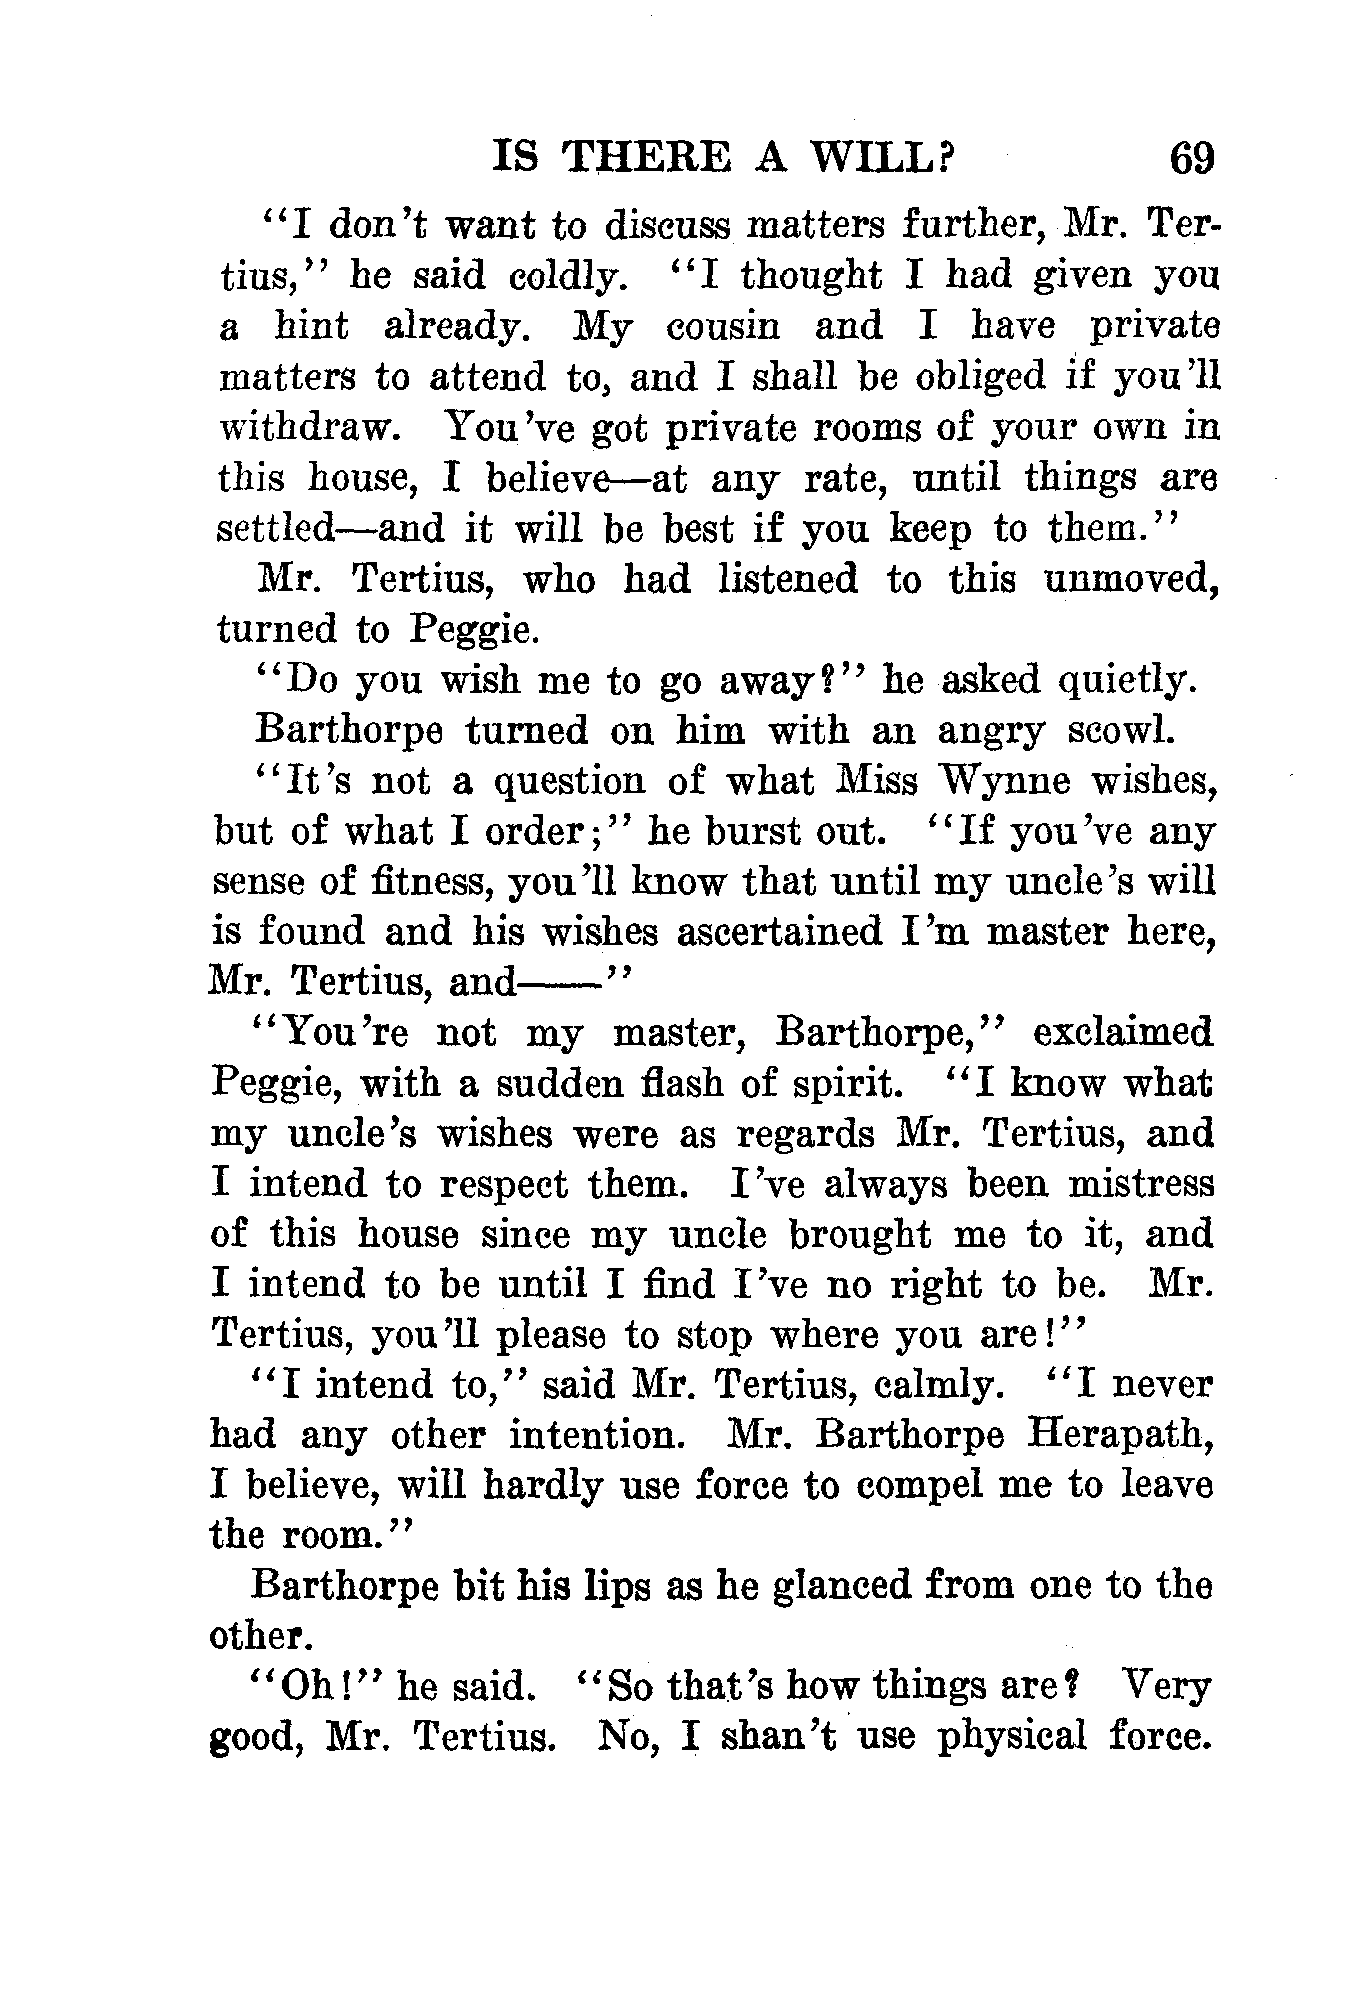 IS THERE A WILL? 69
"I don't want to discuss matters further, Mr. Ter-
tius," he said coldly. "I thought I had given you
a hint already. My cousin and I have private
matters to attend to, and I shall be obliged if you'll
withdraw. You've got private rooms of your own in
this house, I believe—at any rate, until things are
settled—and it will be best if you keep to them."
Mr. Tertius, who had listened to this unmoved,
turned to Peggie.
"Do you wish me to go away?" he asked quietly.
Barthorpe turned on him with an angry scowl.
"It's not a question of what Miss Wynne wishes,
but of what I order;" he burst out. "If you've any
sense of fitness, you'll know that until my uncle's will
is found and his wishes ascertained I'm master here,
Mr. Tertius, and——"
"You're not my master, Barthorpe," exclaimed
Peggie, with a sudden flash of spirit. "I know what
my uncle's wishes were as regards Mr. Tertius, and
I intend to respect them. I've always been mistress
of this house since my uncle brought me to it, and
I intend to be until I find I've no right to be. Mr.
Tertius, you'll please to stop where you are!"
"I intend to," said Mr. Tertius, calmly. "I never
had any other intention. Mr. Barthorpe Herapath,
I believe, will hardly use force to compel me to leave
the room."
Barthorpe bit his lips as he glanced from one to the
other.
"Oh!" he said. "So that's how things are? Very
good, Mr. Tertius. No, I shan't use physical force.